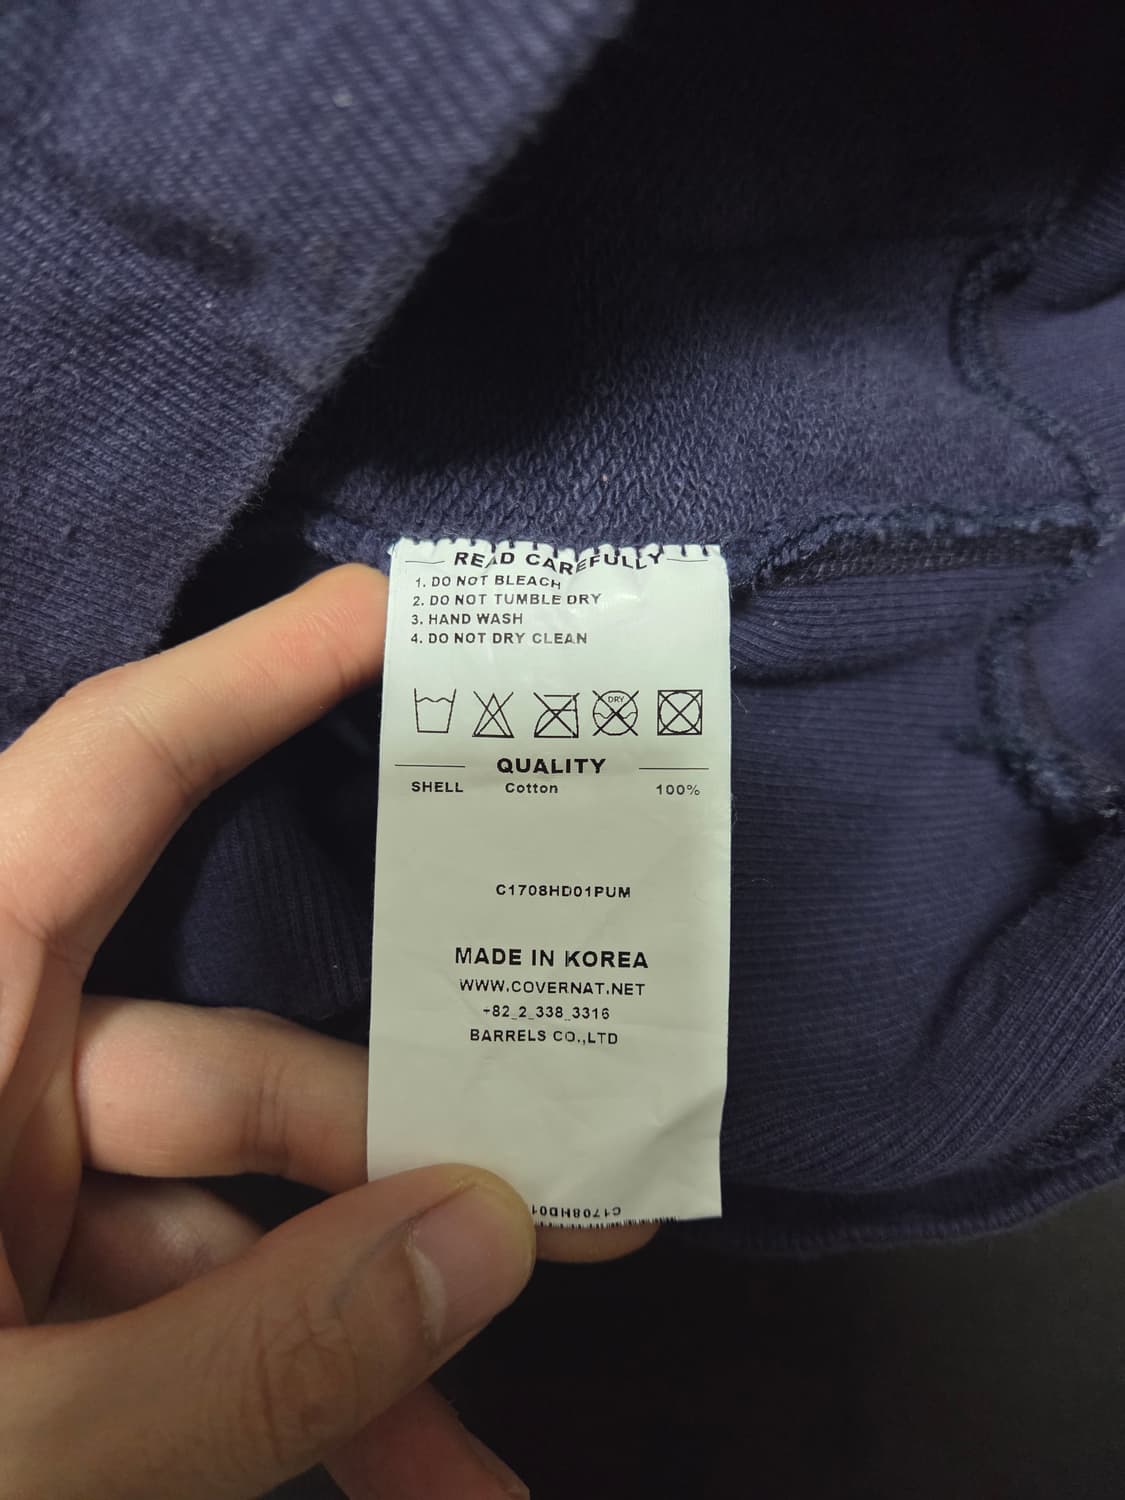 READ CAREFULLY
1. DO NOT BLEACH
2. DO NOT TUMBLE DRY
3. HAND WASH
4. DO NOT DRY CLEAN
DRY
QUALITY
SHELL Cotton 100%
C1708HD01PUM
MADE IN KOREA
WWW.COVERNAT.NET
+82_2_338_3316
BARRELS CO.,LTD
C1708HD01